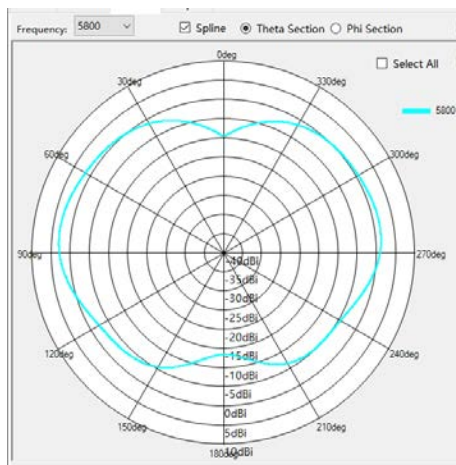 Frequency: 5800 Spline Theta Section Phi Section
Select All
5800
0deg
30deg
330deg
60deg
300deg
90deg
270deg
120deg
240deg
150deg
210deg
180deg
-40dBi
-35dBi
-30dBi
-25dBi
-20dBi
-15dBi
-10dBi
-5dBi
0dBi
5dBi
10dBi